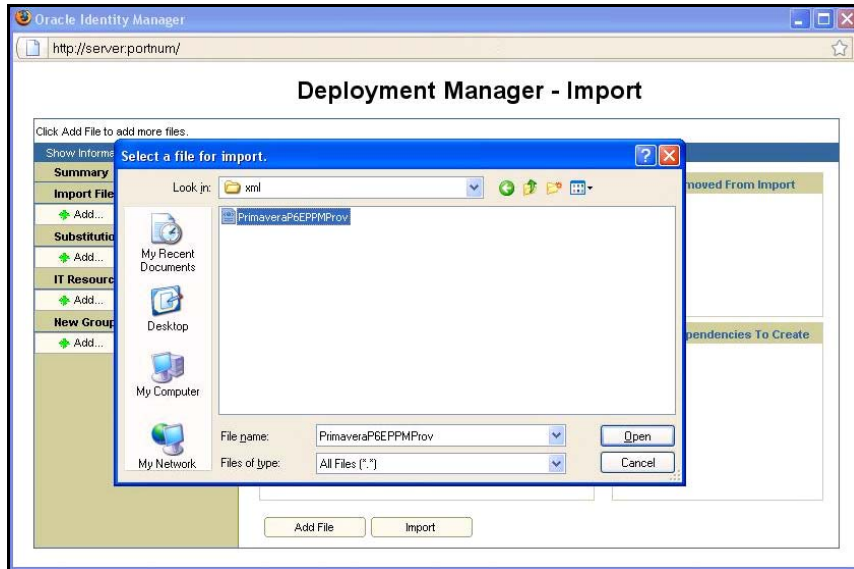 Oracle Identity Manager
http://server:portnum/
Deployment Manager - Import
Click Add File to add more files.
Show Informa
Summary
Import File
Add...
Substitutio
Add...
IT Resourc
Add...
New Group
Add...
moved From Import
pendencies To Create
Select a file for import.
Look in:
xml
PrimaveraP6EPPMProv
My Recent
Documents
Desktop
My Computer
My Network
File name:
PrimaveraP6EPPMProv
Open
Files of type:
All Files (*.*)
Cancel
Add File
Import